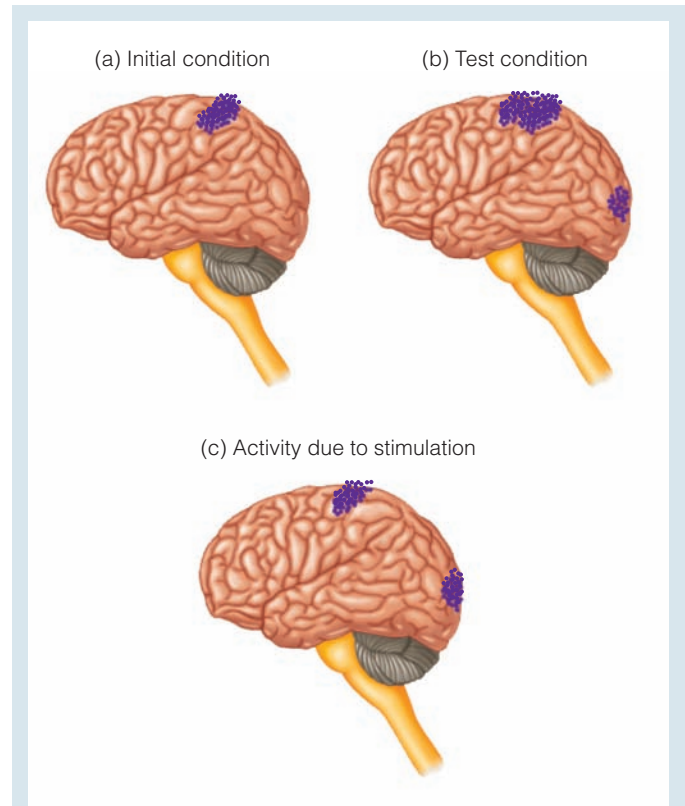 (a) Initial condition
(b) Test condition
(c) Activity due to stimulation